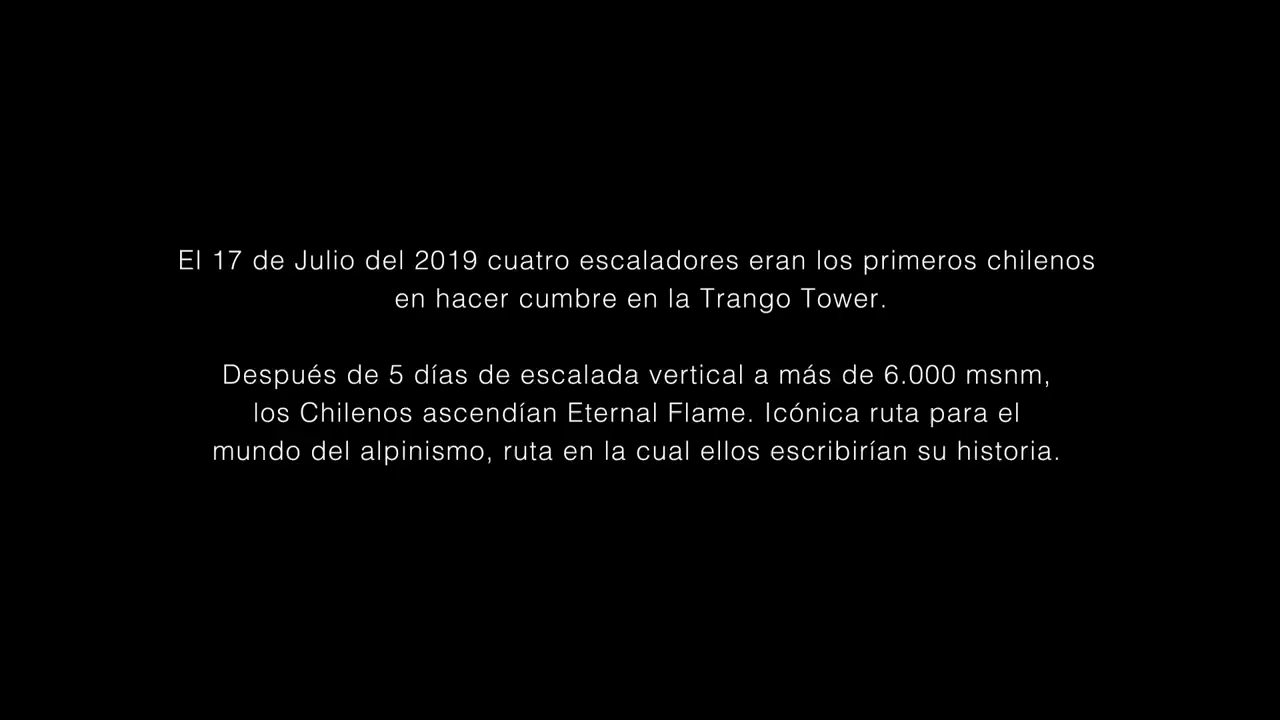 El 17 de Julio del 2019 cuatro escaladores eran los primeros chilenos
en hacer cumbre en la Trango Tower.
Después de 5 días de escalada vertical a más de 6.000 msnm,
los Chilenos ascendían Eternal Flame. Icónica ruta para el
mundo del alpinismo, ruta en la cual ellos escribirían su historia.